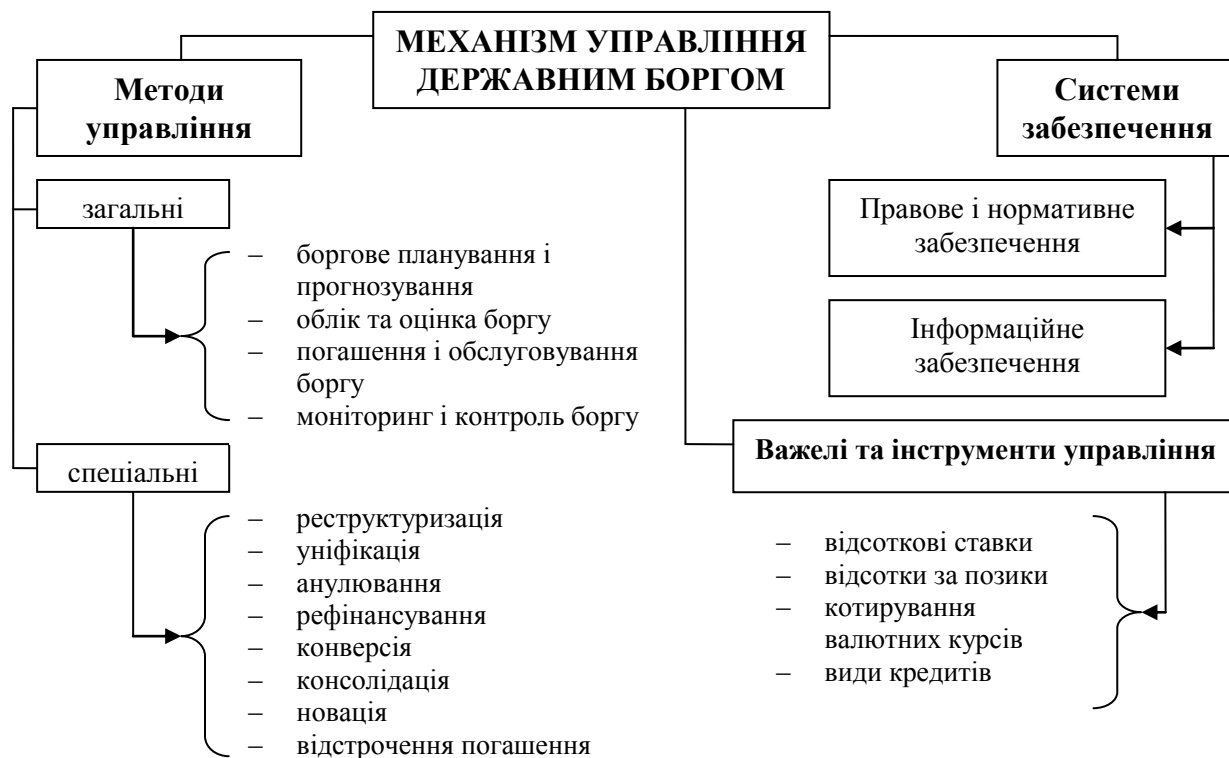 МЕХАНІЗМ УПРАВЛІННЯ
ДЕРЖАВНИМ БОРГОМ
Методи
управління
загальні
– боргове планування і
прогнозування
– облік та оцінка боргу
– погашення і обслуговування
боргу
– моніторинг і контроль боргу
спеціальні
– реструктуризація
– уніфікація
– анулювання
– рефінансування
– конверсія
– консолідація
– новація
– відстрочення погашення
Системи
забезпечення
Правове і нормативне
забезпечення
Інформаційне
забезпечення
Важелі та інструменти управління
– відсоткові ставки
– відсотки за позики
– котирування
валютних курсів
– види кредитів